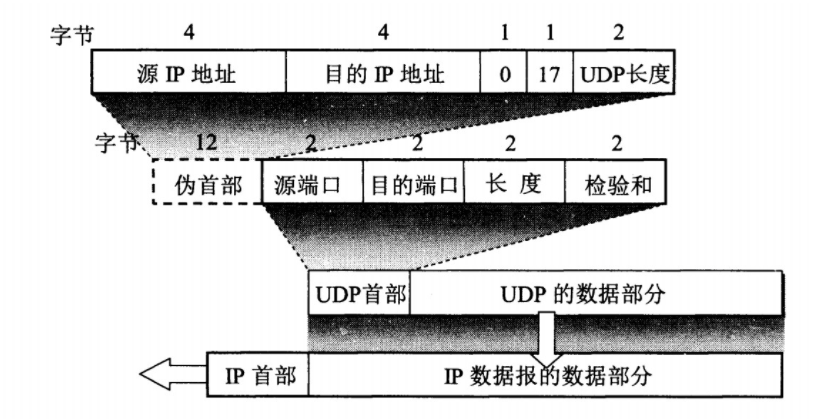 字节 4 4 1 1 2
源 IP 地址 目的 IP 地址 0 17 UDP长度
字节 12 2 2 2 2
伪首部 源端口 目的端口 长 度 检验和
UDP首部 UDP 的数据部分
IP 首部 IP 数据报的数据部分